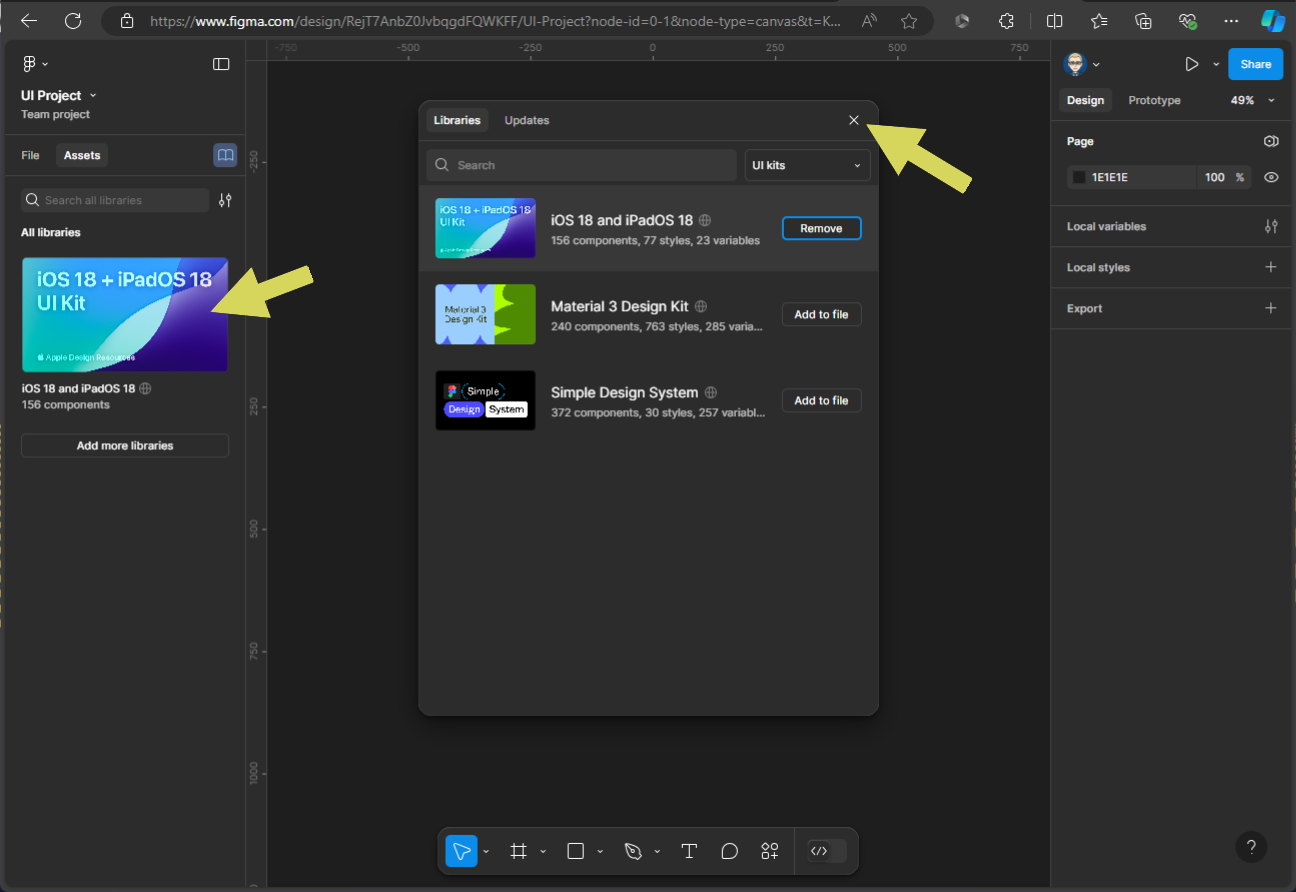 https://www.figma.com/design/RejT7AnbZ0JvbqgdFQWKFF/UI-Project?node-id=0-1&node-type=canvas&t=K...
UI Project
Team project
File
Assets
Search all libraries
All libraries
iOS 18 + iPadOS 18
UI Kit
Apple Design Resources
iOS 18 and iPadOS 18
156 components
Add more libraries
-750
-500
-250
0
250
500
750
-250
250
500
750
1000
Libraries
Updates
Search
UI kits
iOS 18 + iPadOS 18
UI Kit
iOS 18 and iPadOS 18
156 components, 77 styles, 23 variables
Remove
Material 3
Design Kit
Material 3 Design Kit
240 components, 763 styles, 285 varia...
Add to file
Simple
Design System
Simple Design System
372 components, 30 styles, 257 variabl...
Add to file
Share
Design
Prototype
49%
Page
1E1E1E
100 %
Local variables
Local styles
Export
T
</>
?